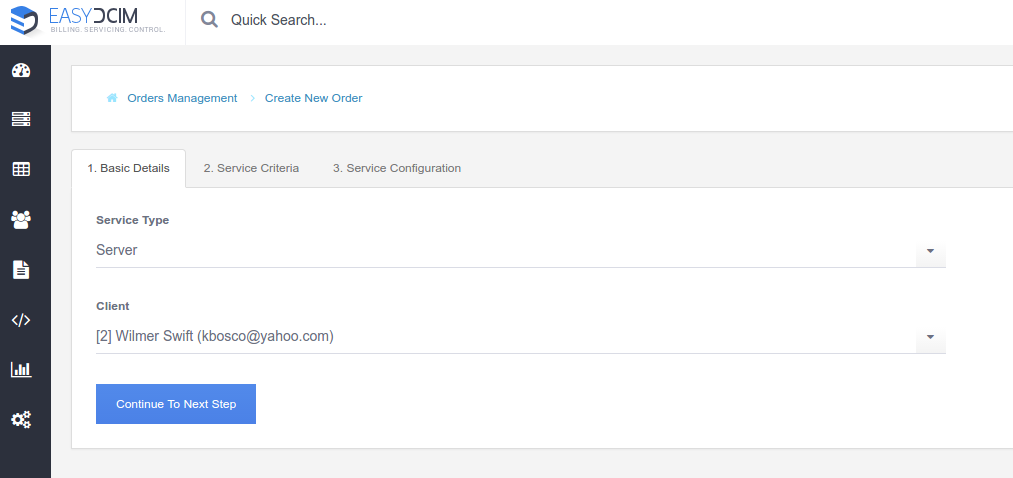 EASYDCIM
BILLING. SERVICING. CONTROL.
Quick Search...
Orders Management > Create New Order
1. Basic Details 2. Service Criteria 3. Service Configuration
Service Type
Server
Client
[2] Wilmer Swift (kbosco@yahoo.com)
Continue To Next Step